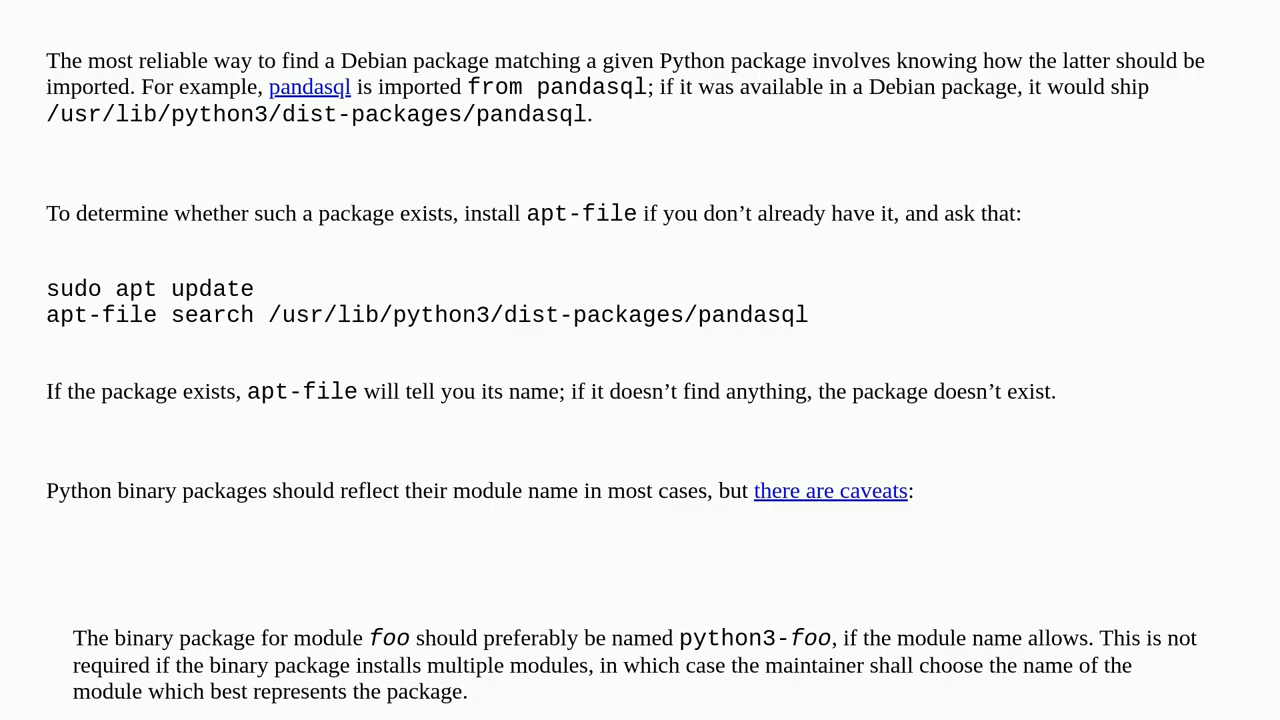 The most reliable way to find a Debian package matching a given Python package involves knowing how the latter should be
imported. For example, pandasql is imported from pandasql; if it was available in a Debian package, it would ship
/usr/lib/python3/dist-packages/pandasql.
To determine whether such a package exists, install apt-file if you don’t already have it, and ask that:
sudo apt update
apt-file search /usr/lib/python3/dist-packages/pandasql
If the package exists, apt-file will tell you its name; if it doesn’t find anything, the package doesn’t exist.
Python binary packages should reflect their module name in most cases, but there are caveats:
The binary package for module foo should preferably be named python3-foo, if the module name allows. This is not
required if the binary package installs multiple modules, in which case the maintainer shall choose the name of the
module which best represents the package.